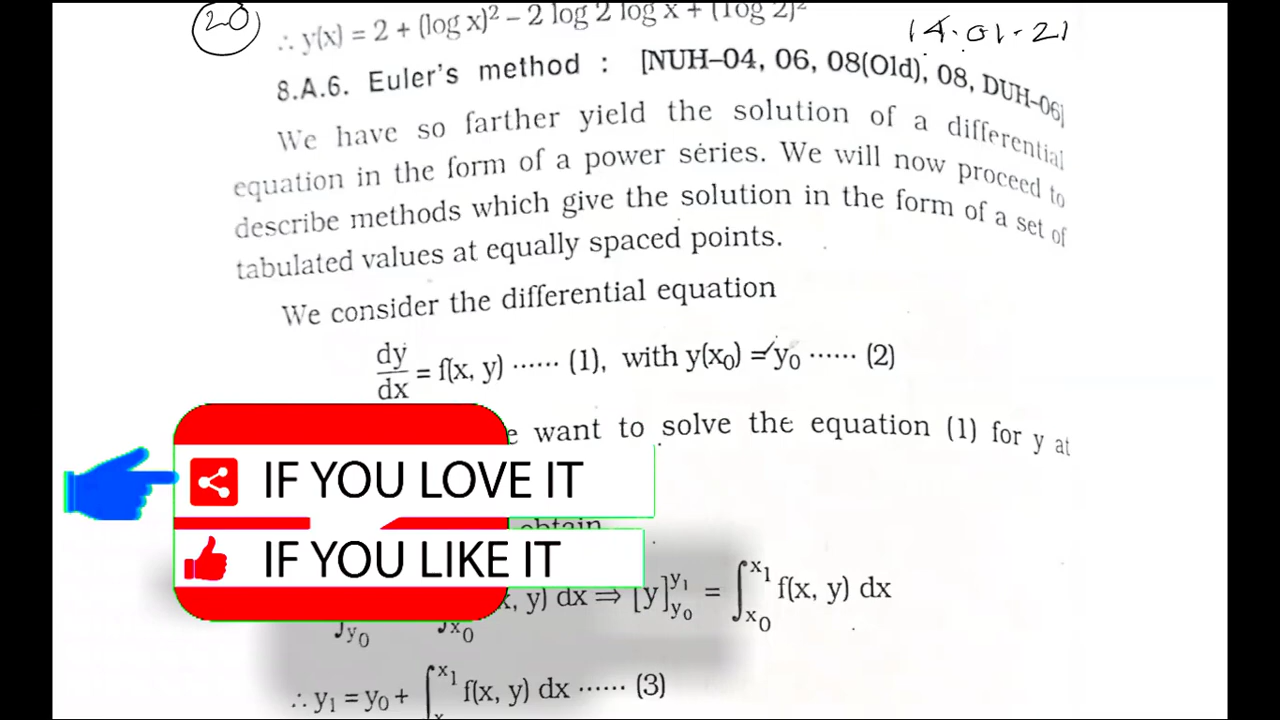 20
∴ y(x) = 2 + (log x)² – 2 log 2 log x + (log 2)²
14.01.21
8.A.6. Euler's method : [NUH–04, 06, 08(Old), 08, DUH–06]
We have so farther yield the solution of a differential
equation in the form of a power series. We will now proceed to
describe methods which give the solution in the form of a set of
tabulated values at equally spaced points.
We consider the differential equation
dy/dx = f(x, y) ...... (1), with y(x₀) = y₀ ...... (2)
want to solve the equation (1) for y at
IF YOU LOVE IT
obtain
IF YOU LIKE IT
∫y₀ ∫x₀ , y) dx ⇒ [y]y₀^y₁ = ∫x₀^x₁ f(x, y) dx
∴ y₁ = y₀ + ∫^x₁ f(x, y) dx ...... (3)